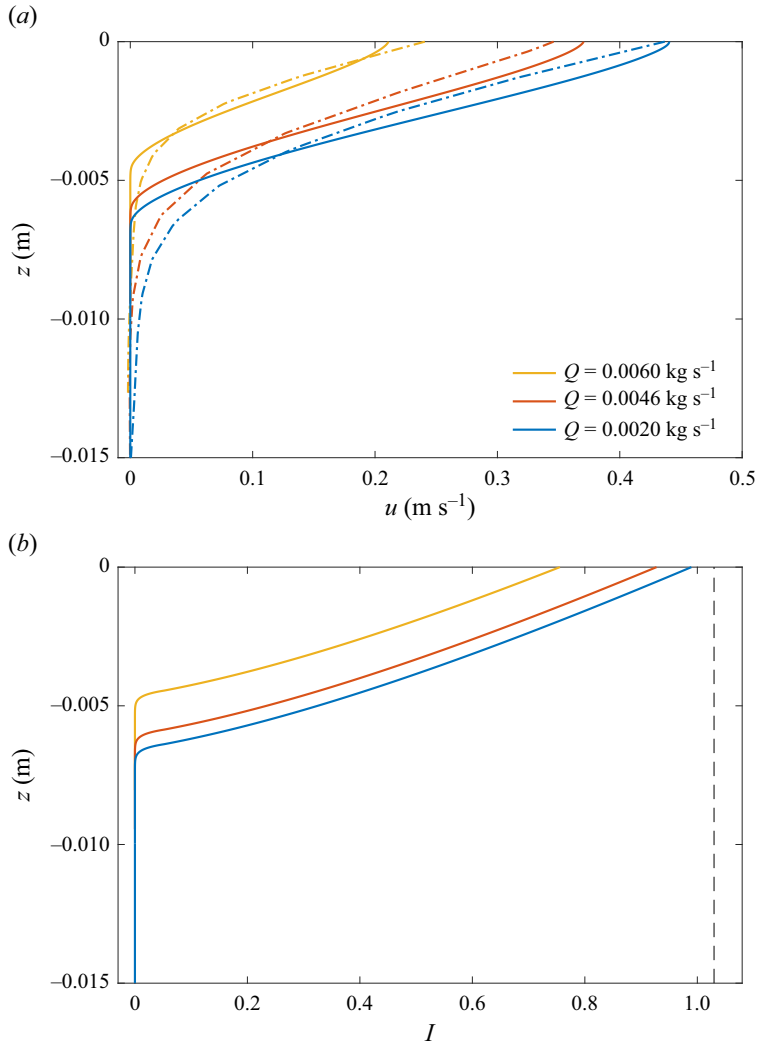 (a)
0
–0.005
–0.010
–0.015
z (m)
Q = 0.0060 kg s⁻¹
Q = 0.0046 kg s⁻¹
Q = 0.0020 kg s⁻¹
0 0.1 0.2 0.3 0.4 0.5
u (m s⁻¹)
(b)
0
–0.005
–0.010
–0.015
z (m)
0 0.2 0.4 0.6 0.8 1.0
I